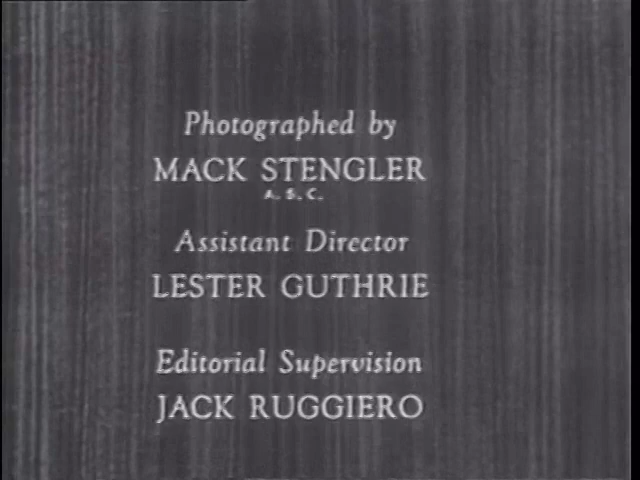 Photographed by
MACK STENGLER
A. S. C.
Assistant Director
LESTER GUTHRIE
Editorial Supervision
JACK RUGGIERO